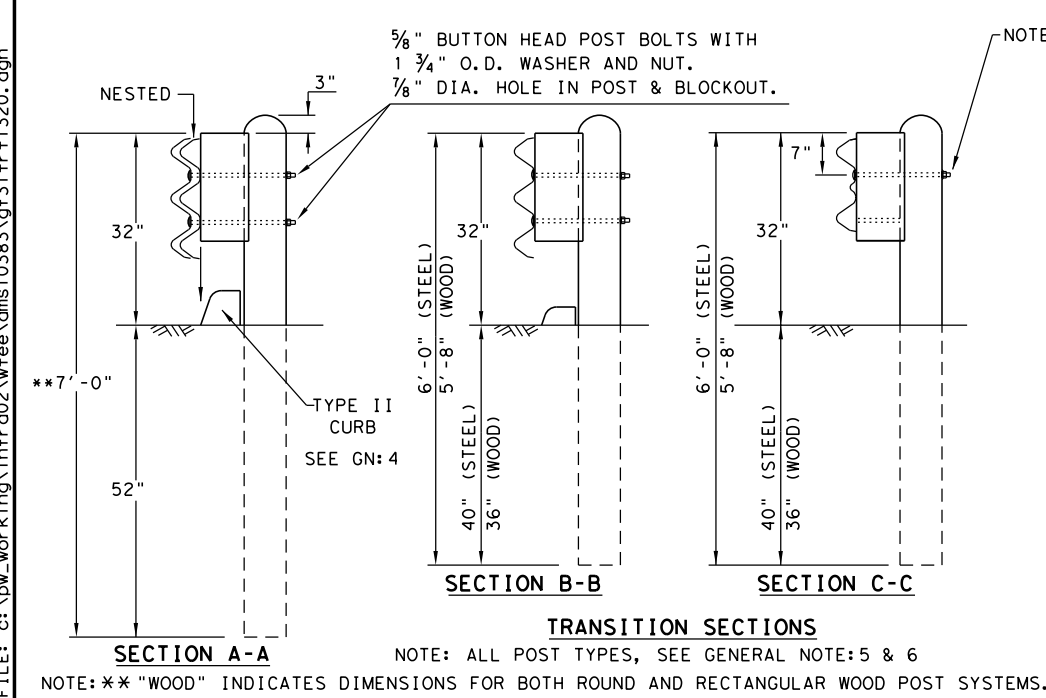 5/8" BUTTON HEAD POST BOLTS WITH
1 3/4" O.D. WASHER AND NUT.
7/8" DIA. HOLE IN POST & BLOCKOUT.
NOTE
NESTED
3"
32"
**7'-0"
52"
TYPE II
CURB
SEE GN:4
SECTION A-A
32"
6'-0" (STEEL)
5'-8" (WOOD)
40" (STEEL)
36" (WOOD)
SECTION B-B
7"
32"
6'-0" (STEEL)
5'-8" (WOOD)
40" (STEEL)
36" (WOOD)
SECTION C-C
TRANSITION SECTIONS
NOTE: ALL POST TYPES, SEE GENERAL NOTE:5 & 6
NOTE:** "WOOD" INDICATES DIMENSIONS FOR BOTH ROUND AND RECTANGULAR WOOD POST SYSTEMS.